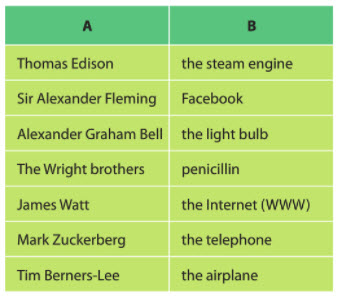 A B
Thomas Edison the steam engine
Sir Alexander Fleming Facebook
Alexander Graham Bell the light bulb
The Wright brothers penicillin
James Watt the Internet (WWW)
Mark Zuckerberg the telephone
Tim Berners-Lee the airplane